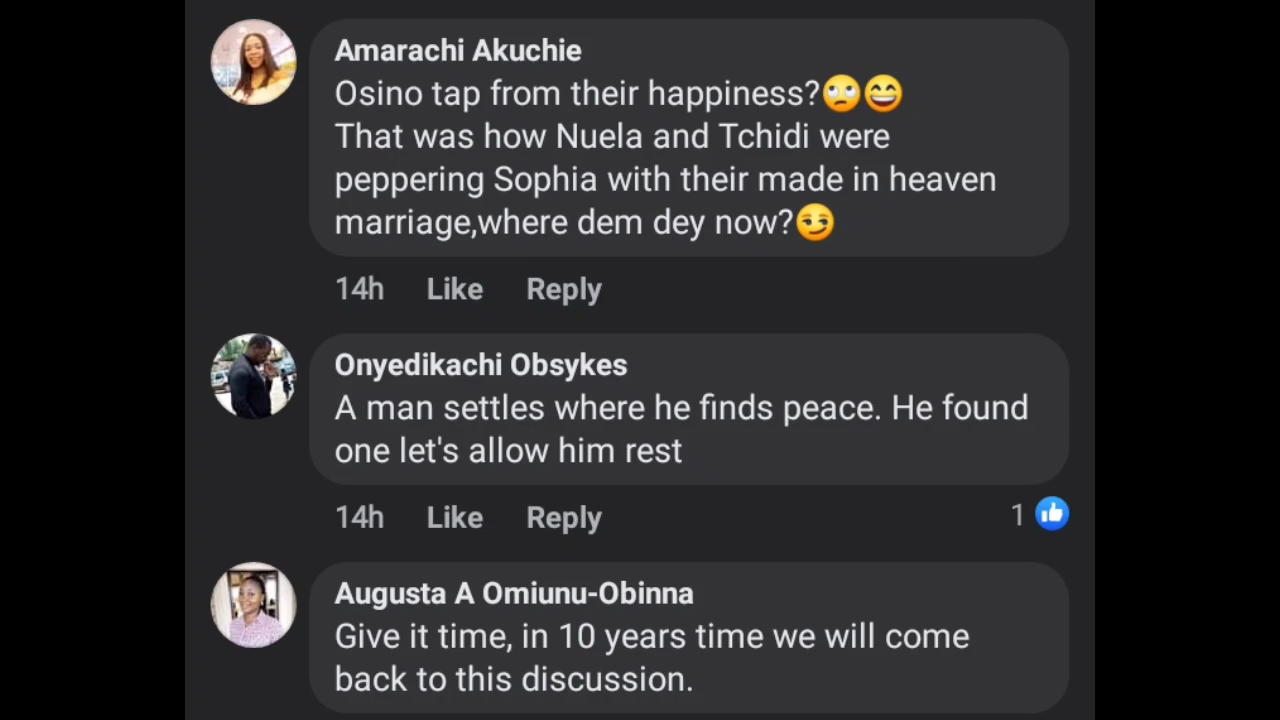 Amarachi Akuchie
Osino tap from their happiness?🙄😄
That was how Nuela and Tchidi were
peppering Sophia with their made in heaven
marriage,where dem dey now?😏
14h Like Reply
Onyedikachi Obsykes
A man settles where he finds peace. He found
one let's allow him rest
14h Like Reply 1
Augusta A Omiunu-Obinna
Give it time, in 10 years time we will come
back to this discussion.